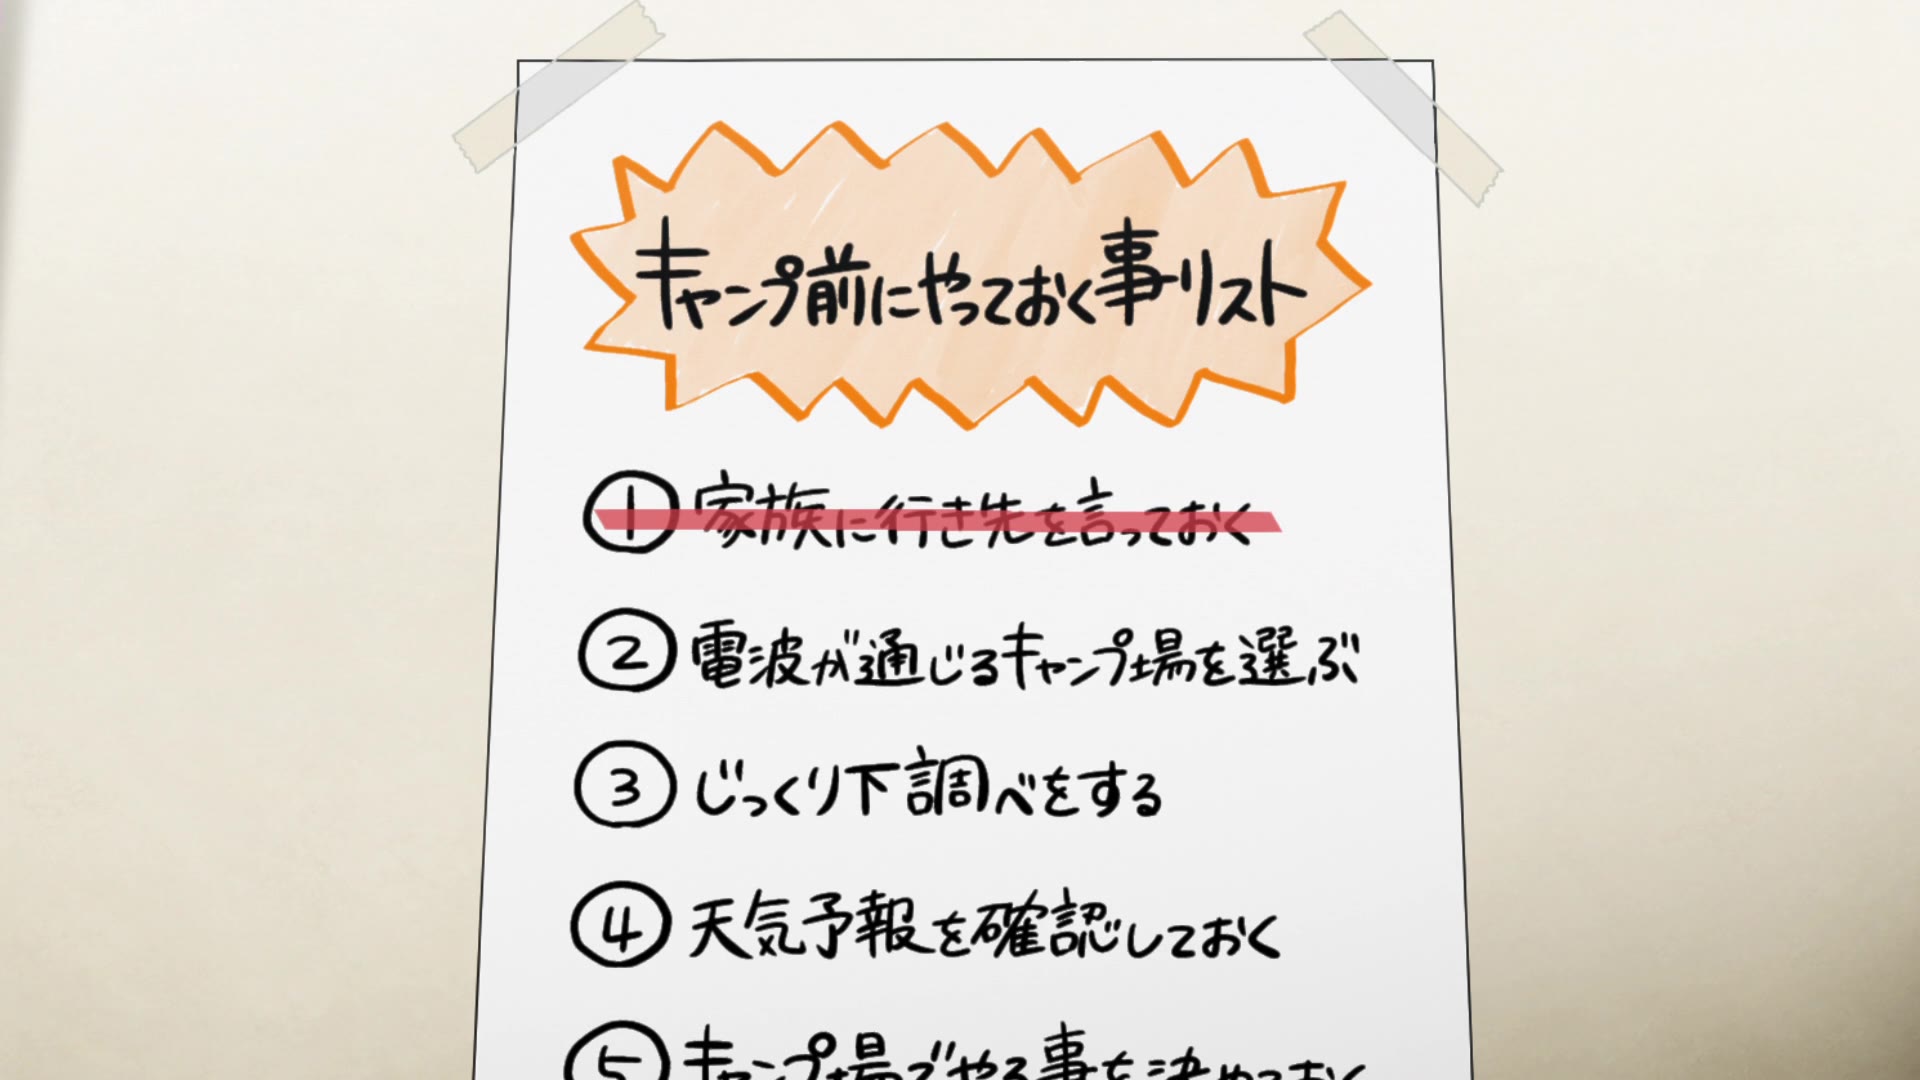 キャンプ前にやっておく事リスト
① 家族に行き先を言っておく
② 電波が通じるキャンプ場を選ぶ
③ じっくり下調べをする
④ 天気予報を確認しておく
⑤ キャンプ場でやる事を決めておく